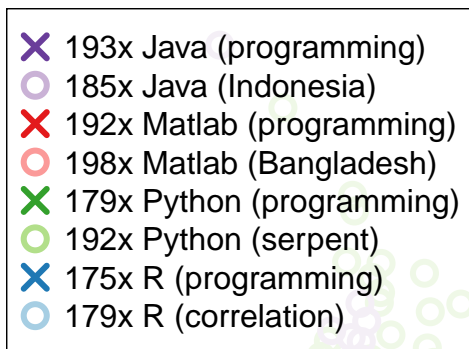 193x Java (programming)
185x Java (Indonesia)
192x Matlab (programming)
198x Matlab (Bangladesh)
179x Python (programming)
192x Python (serpent)
175x R (programming)
179x R (correlation)